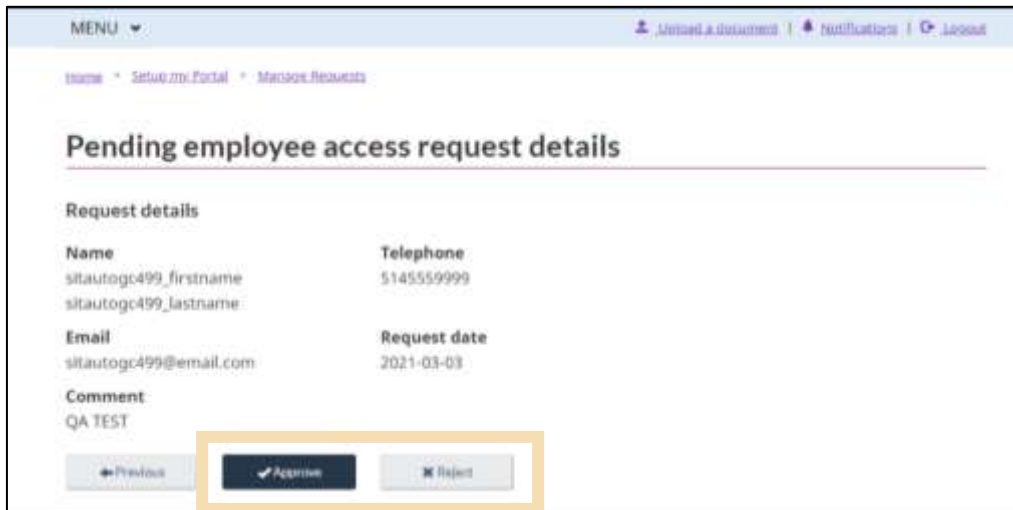 MENU
Upload a document | Notifications | Logout
Home Setup my Portal Manage Requests
Pending employee access request details
Request details
Name Telephone
sitautogc499_firstname 5145559999
sitautogc499_lastname
Email Request date
sitautogc499@email.com 2021-03-03
Comment
QA TEST
Previous Approve Reject